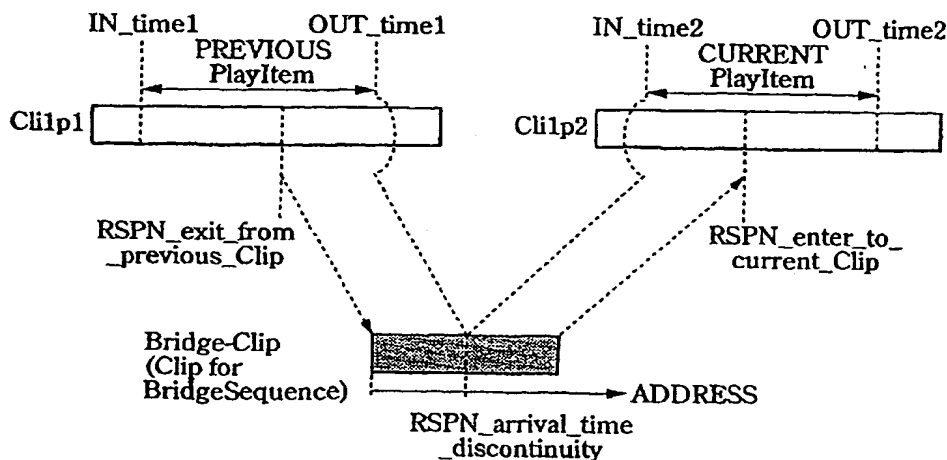 IN_time1
OUT_time1
PREVIOUS
PlayItem
Cli1p1
RSPN_exit_from
_previous_Clip
IN_time2
OUT_time2
CURRENT
PlayItem
Cli1p2
RSPN_enter_to_
current_Clip
Bridge-Clip
(Clip for
BridgeSequence)
ADDRESS
RSPN_arrival_time
_discontinuity